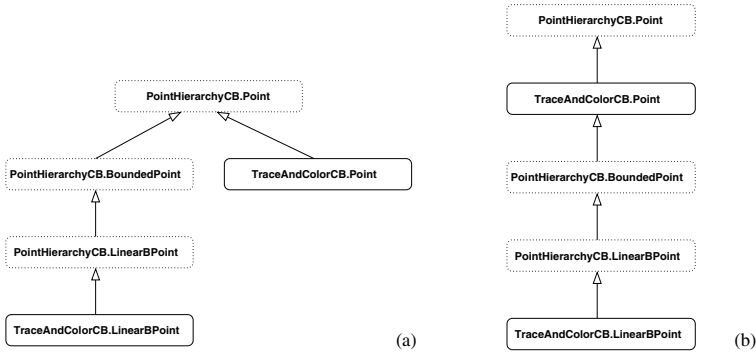 PointHierarchyCB.Point
PointHierarchyCB.BoundedPoint
TraceAndColorCB.Point
PointHierarchyCB.LinearBPoint
TraceAndColorCB.LinearBPoint
(a)
PointHierarchyCB.Point
TraceAndColorCB.Point
PointHierarchyCB.BoundedPoint
PointHierarchyCB.LinearBPoint
TraceAndColorCB.LinearBPoint
(b)